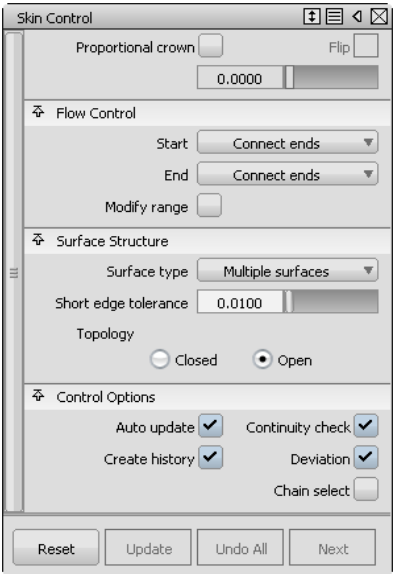 Skin Control
Proportional crown Flip
0.0000
Flow Control
Start Connect ends
End Connect ends
Modify range
Surface Structure
Surface type Multiple surfaces
Short edge tolerance 0.0100
Topology
Closed Open
Control Options
Auto update Continuity check
Create history Deviation
Chain select
Reset Update Undo All Next